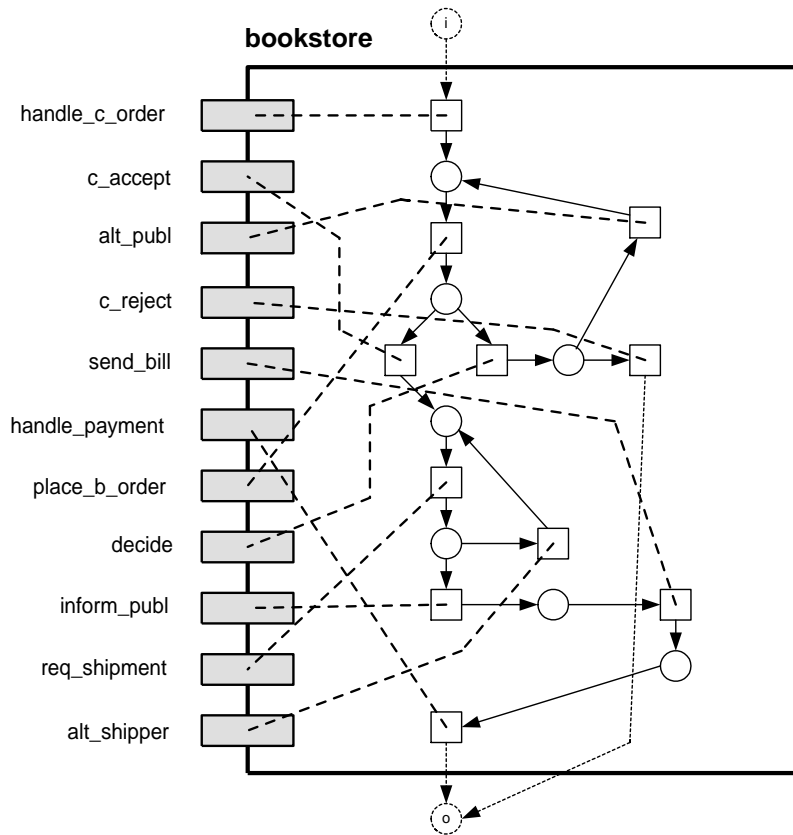 i
bookstore
handle_c_order
c_accept
alt_publ
c_reject
send_bill
handle_payment
place_b_order
decide
inform_publ
req_shipment
alt_shipper
o